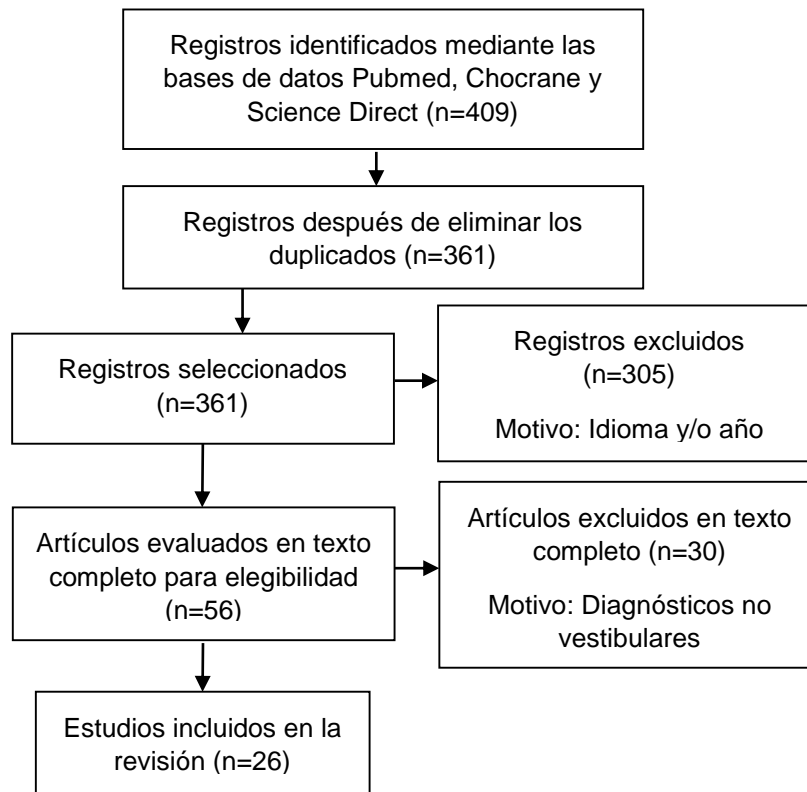 Registros identificados mediante las
bases de datos Pubmed, Chocrane y
Science Direct (n=409)
Registros después de eliminar los
duplicados (n=361)
Registros seleccionados
(n=361)
Registros excluidos
(n=305)
Motivo: Idioma y/o año
Artículos evaluados en texto
completo para elegibilidad
(n=56)
Artículos excluidos en texto
completo (n=30)
Motivo: Diagnósticos no
vestibulares
Estudios incluidos en la
revisión (n=26)